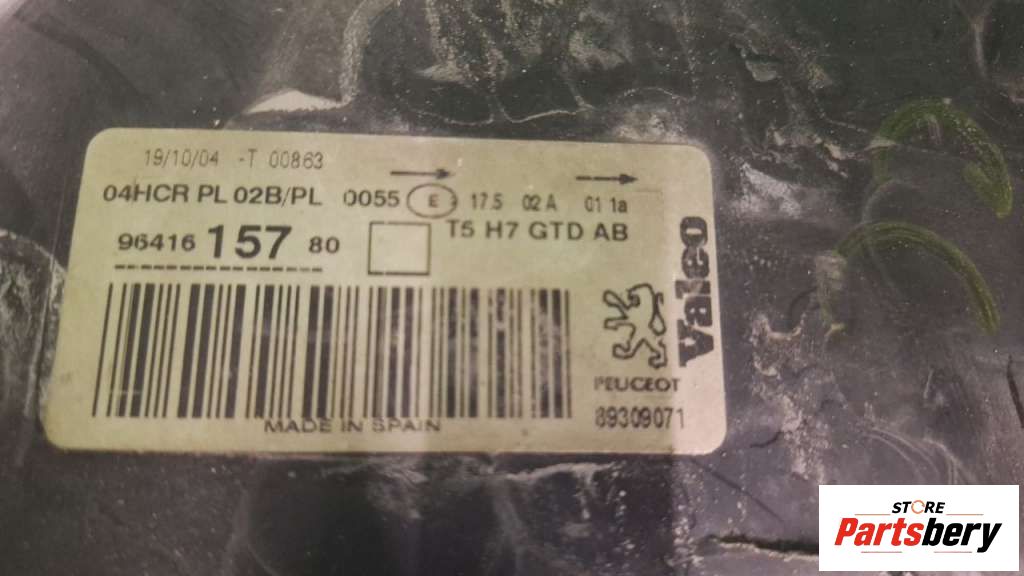 19/10/04 -T 00863
04HCR PL 02B/PL 0055 E 17.5 02 A 01 1a
96416 157 80
T5 H7 GTD AB
Valeo
PEUGEOT
89309071
MADE IN SPAIN
STORE
Partsbery